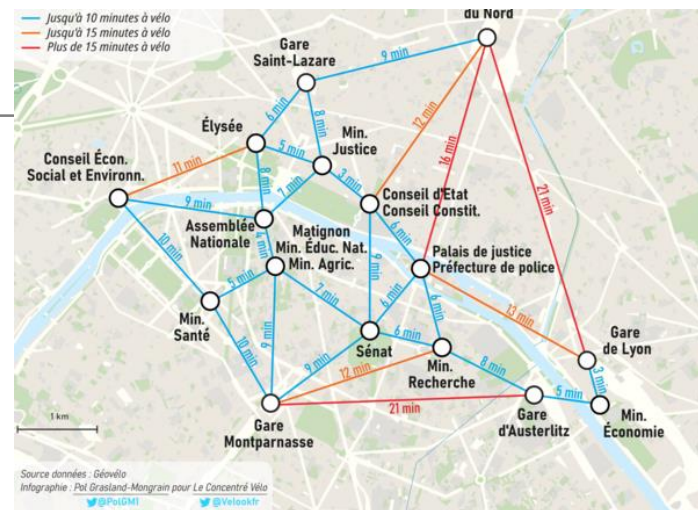 Jusqu'à 10 minutes à vélo
Jusqu'à 15 minutes à vélo
Plus de 15 minutes à vélo
du Nord
Gare
Saint-Lazare
9 min
6 min
8 min
12 min
Élysée
5 min
Min.
Justice
16 min
21 min
Conseil Écon.
Social et Environn.
11 min
8 min
7 min
3 min
Conseil d'Etat
Conseil Constit.
9 min
Assemblée
Nationale
4 min
Matignon
Min. Éduc. Nat.
Min. Agric.
6 min
9 min
Palais de justice
Préfecture de police
10 min
5 min
7 min
6 min
6 min
13 min
Min.
Santé
10 min
9 min
9 min
Sénat
6 min
12 min
Min.
Recherche
8 min
Gare
de Lyon
3 min
5 min
21 min
1 km
Gare
Montparnasse
Gare
d'Austerlitz
Min.
Économie
Source données : Géovélo
Infographie : Pol Grasland-Mongrain pour Le Concentré Vélo
@PolGM1
@Velookfr